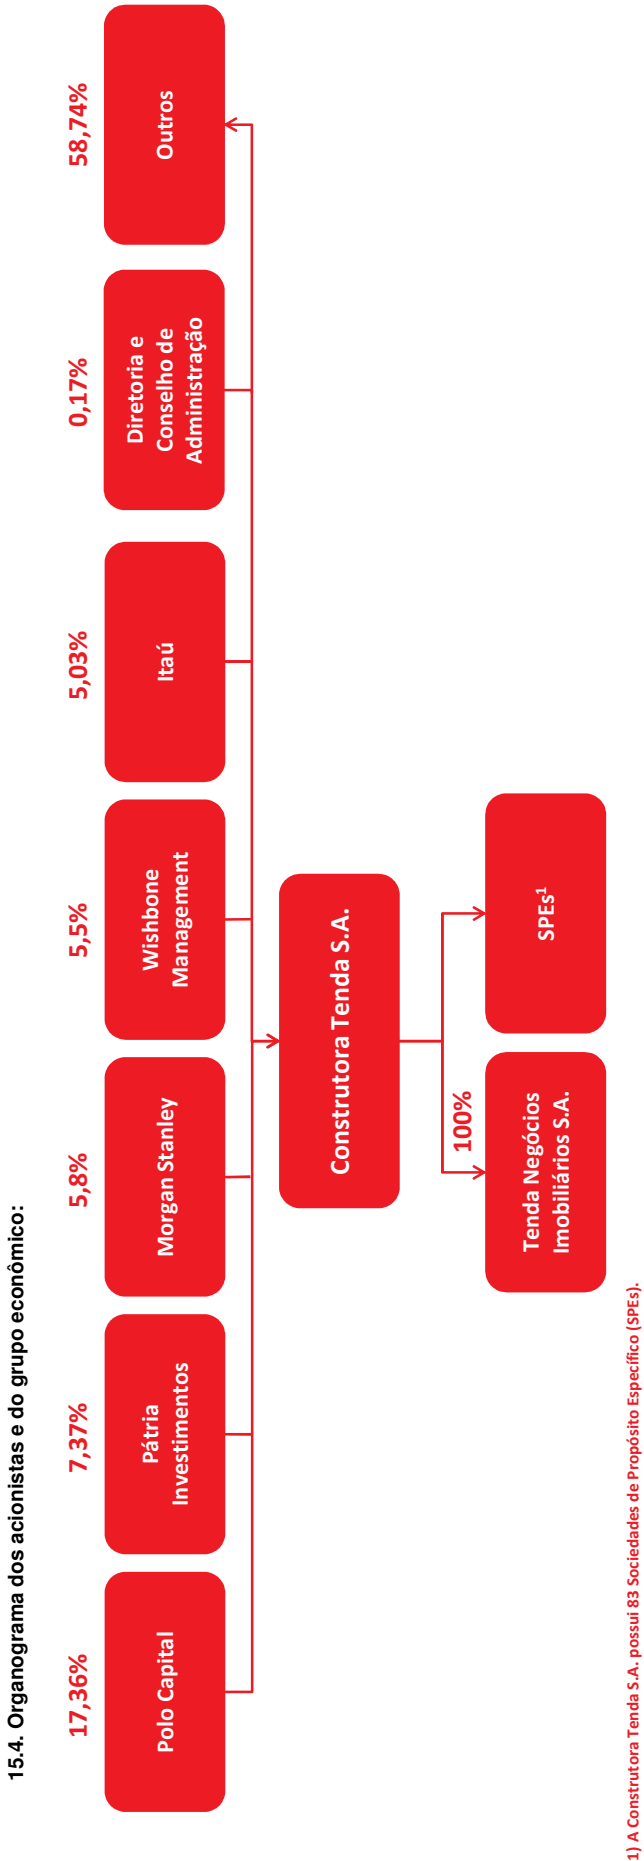 15.4. Organograma dos acionistas e do grupo econômico:
17,36%
7,37%
5,8%
5,5%
5,03%
0,17%
58,74%
Polo Capital
Pátria
Investimentos
Morgan Stanley
Wishbone
Management
Itaú
Diretoria e
Conselho de
Administração
Outros
Construtora Tenda S.A.
100%
Tenda Negócios
Imobiliários S.A.
SPEs¹
1) A Construtora Tenda S.A. possui 83 Sociedades de Propósito Específico (SPEs).